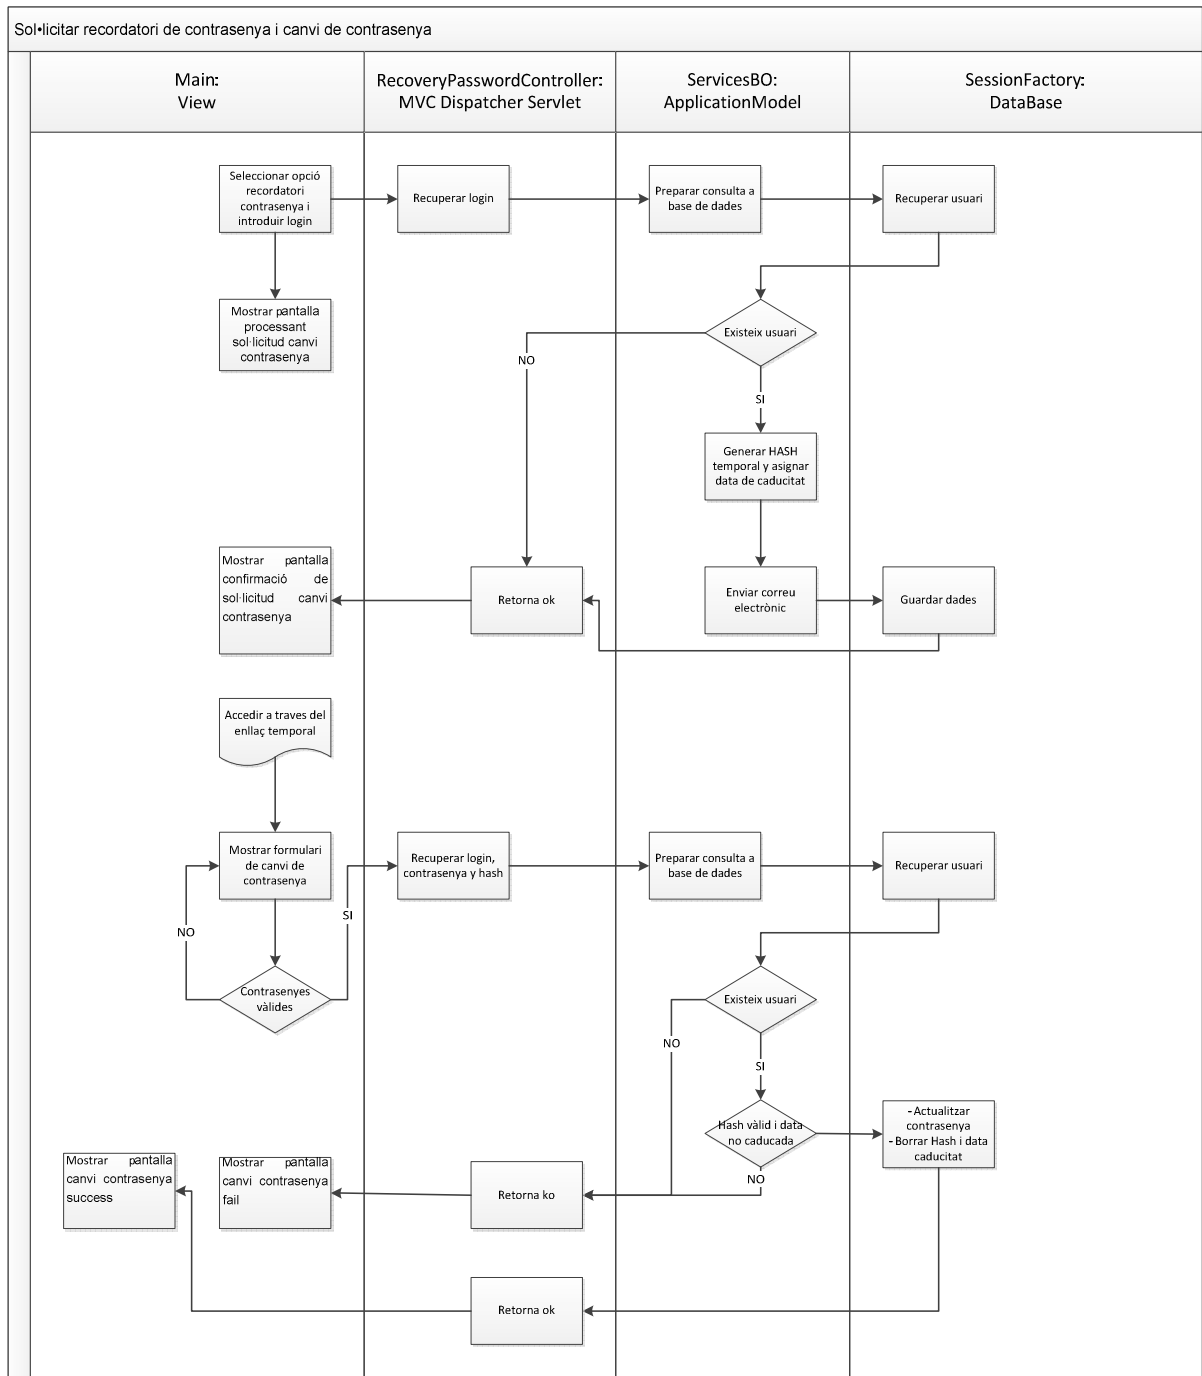 Sol•licitar recordatori de contrasenya i canvi de contrasenya
Main:
View
RecoveryPasswordController:
MVC Dispatcher Servlet
ServicesBO:
ApplicationModel
SessionFactory:
DataBase
Seleccionar opció
recordatori
contrasenya i
introduir login
Recuperar login
Preparar consulta a
base de dades
Recuperar usuari
Mostrar pantalla
processant
sol·licitud canvi
contrasenya
Existeix usuari
NO
SI
Generar HASH
temporal y asignar
data de caducitat
Mostrar pantalla
confirmació de
sol·licitud canvi
contrasenya
Retorna ok
Enviar correu
electrònic
Guardar dades
Accedir a traves del
enllaç temporal
Mostrar formulari
de canvi de
contrasenya
Recuperar login,
contrasenya y hash
Preparar consulta a
base de dades
Recuperar usuari
SI
NO
Contrasenyes
vàlides
Existeix usuari
NO
SI
Hash vàlid i data
no caducada
- Actualitzar
contrasenya
- Borrar Hash i data
caducitat
NO
Mostrar pantalla
canvi contrasenya
success
Mostrar pantalla
canvi contrasenya
fail
Retorna ko
Retorna ok